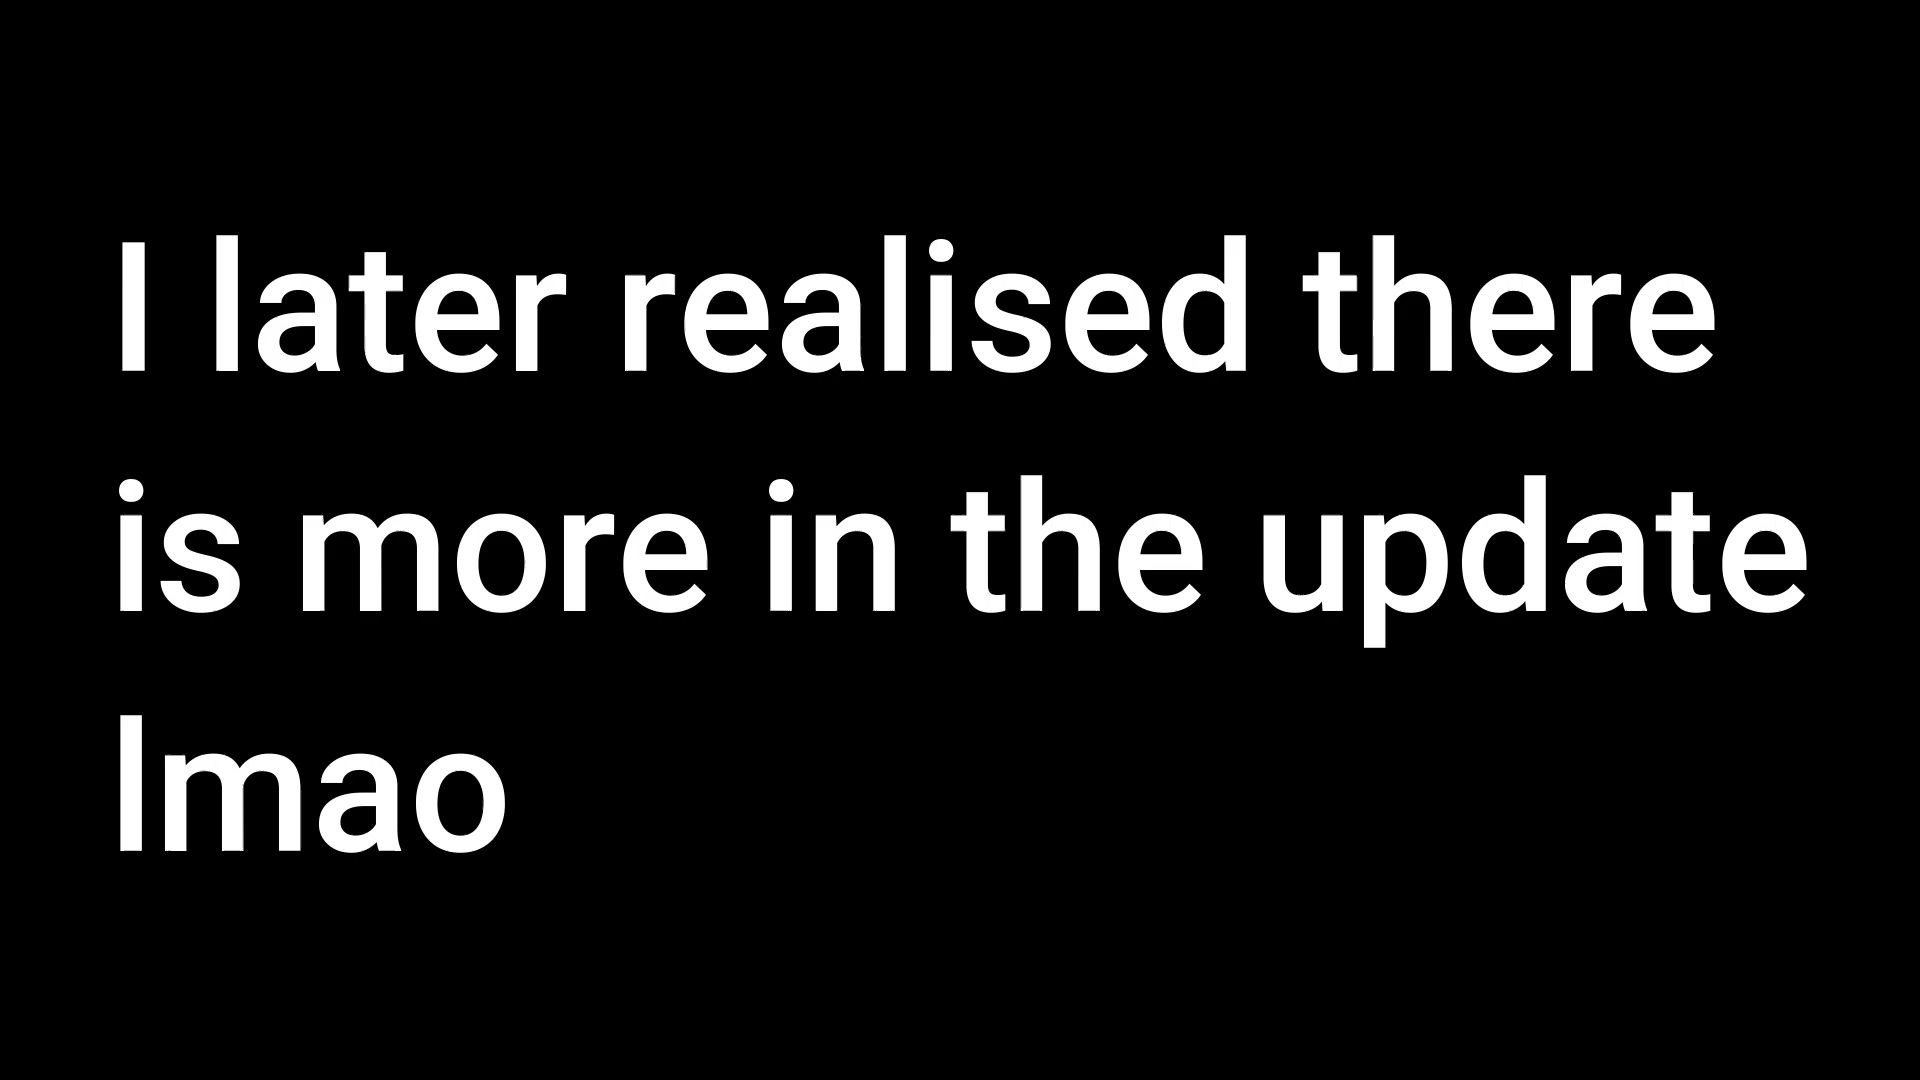 I later realised there
is more in the update
lmao